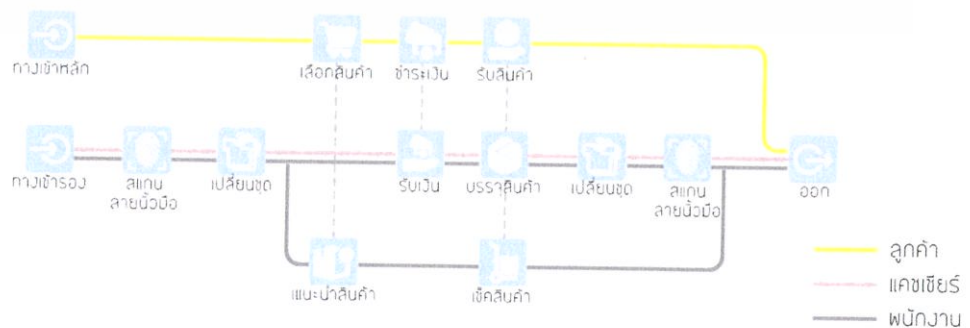 ทางเข้าหลัก
เลือกสินค้า
ชำระเงิน
รับสินค้า
ทางเข้ารอง
สแกน
ลายนิ้วมือ
เปลี่ยนชุด
รับเงิน
บรรจุสินค้า
เปลี่ยนชุด
สแกน
ลายนิ้วมือ
ออก
แนะนำสินค้า
เช็คสินค้า
ลูกค้า
แคชเชียร์
พนักงาน